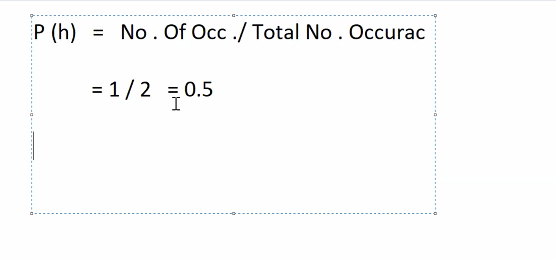 P (h) = No . Of Occ ./ Total No . Occurac
= 1 / 2 = 0.5